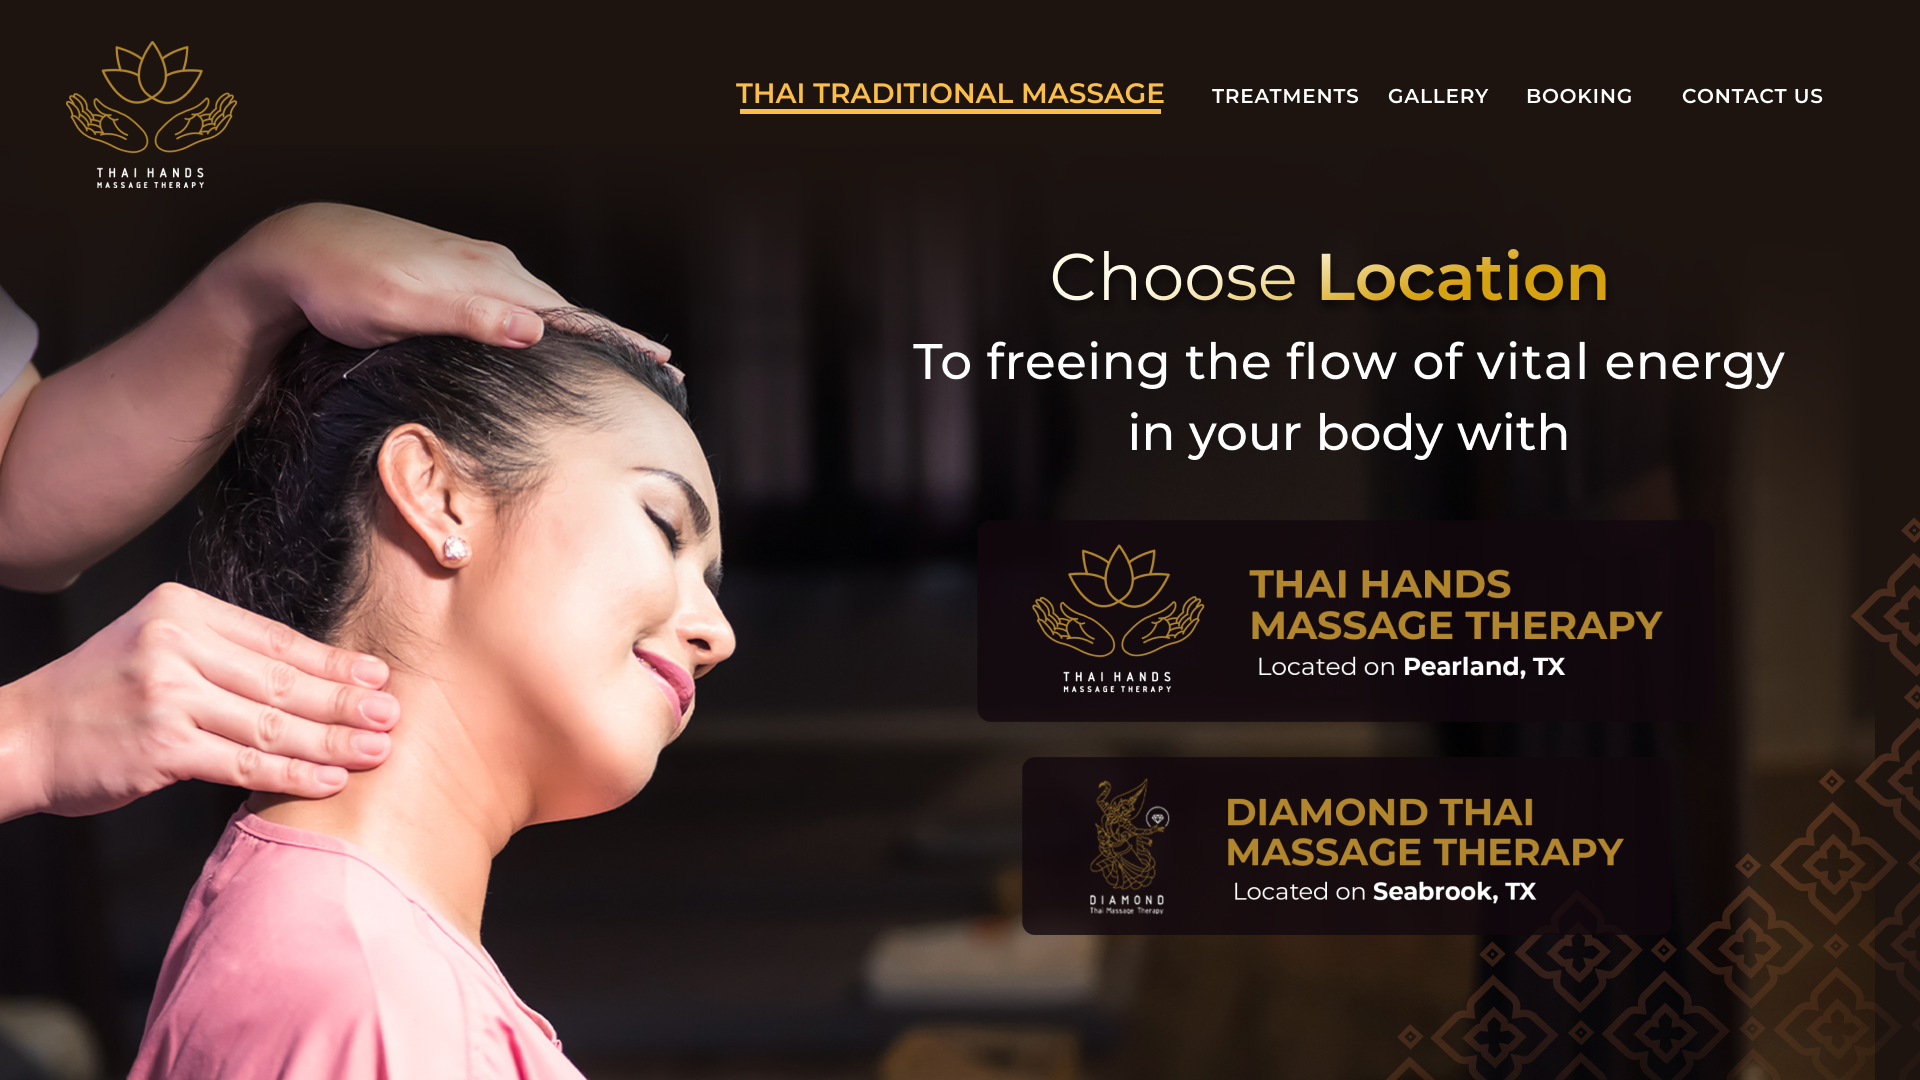 THAI HANDS
MASSAGE THERAPY
THAI TRADITIONAL MASSAGE
TREATMENTS
GALLERY
BOOKING
CONTACT US
Choose Location
To freeing the flow of vital energy
in your body with
THAI HANDS
MASSAGE THERAPY
THAI HANDS
MASSAGE THERAPY
Located on Pearland, TX
DIAMOND
Thai Massage Therapy
DIAMOND THAI
MASSAGE THERAPY
Located on Seabrook, TX